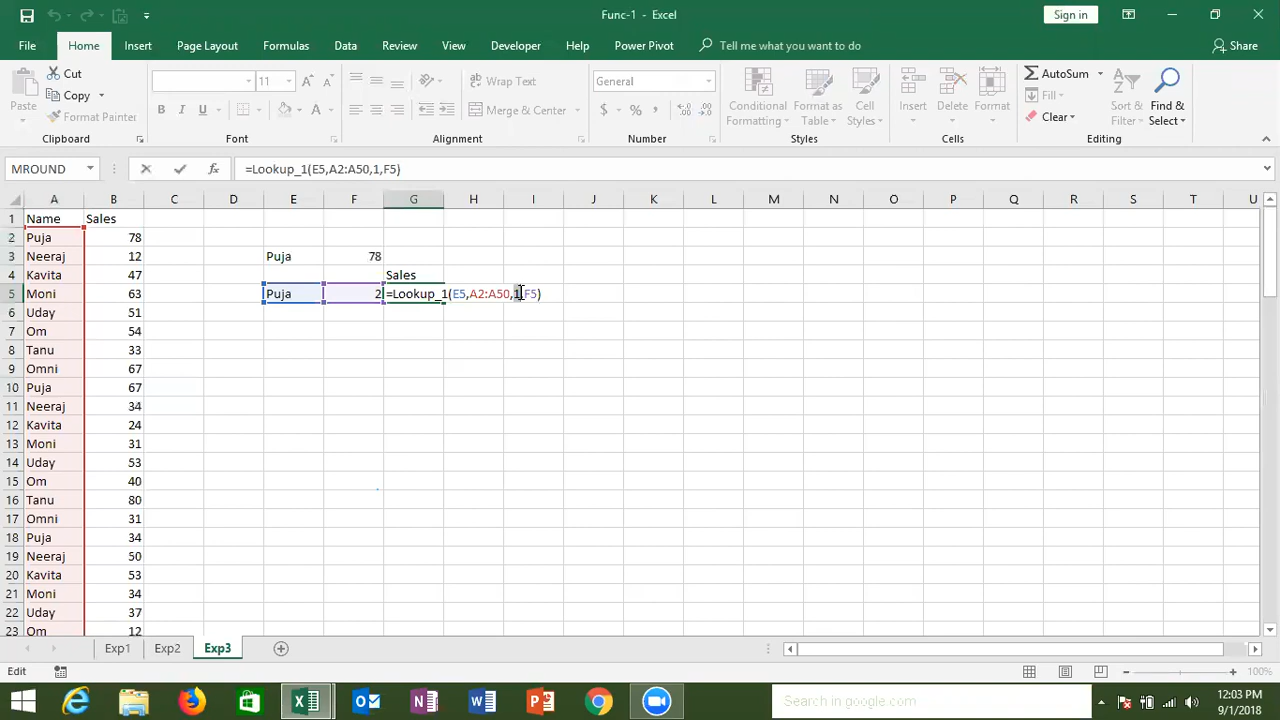 Func-1 - Excel
Sign in
File Home Insert Page Layout Formulas Data Review View Developer Help Power Pivot Tell me what you want to do Share
Paste
Cut
Copy
Format Painter
11
A A
B I U
Wrap Text
Merge & Center
General
$ % ,
Conditional Formatting
Format as Table
Cell Styles
Insert Delete Format
AutoSum
Fill
Clear
Sort & Filter
Find & Select
Clipboard Font Alignment Number Styles Cells Editing
MROUND fx =Lookup_1(E5,A2:A50,1,F5)
A B C D E F G H I J K L M N O P Q R S T U
1 Name Sales
2 Puja 78
3 Neeraj 12 Puja 78
4 Kavita 47 Sales
5 Moni 63 Puja 2 =Lookup_1(E5,A2:A50,1,F5)
6 Uday 51
7 Om 54
8 Tanu 33
9 Omni 67
10 Puja 67
11 Neeraj 34
12 Kavita 24
13 Moni 31
14 Uday 53
15 Om 40
16 Tanu 80
17 Omni 31
18 Puja 34
19 Neeraj 50
20 Kavita 53
21 Moni 34
22 Uday 37
23 Om 12
Exp1 Exp2 Exp3
Edit 100%
Search in google.com
12:03 PM
9/1/2018